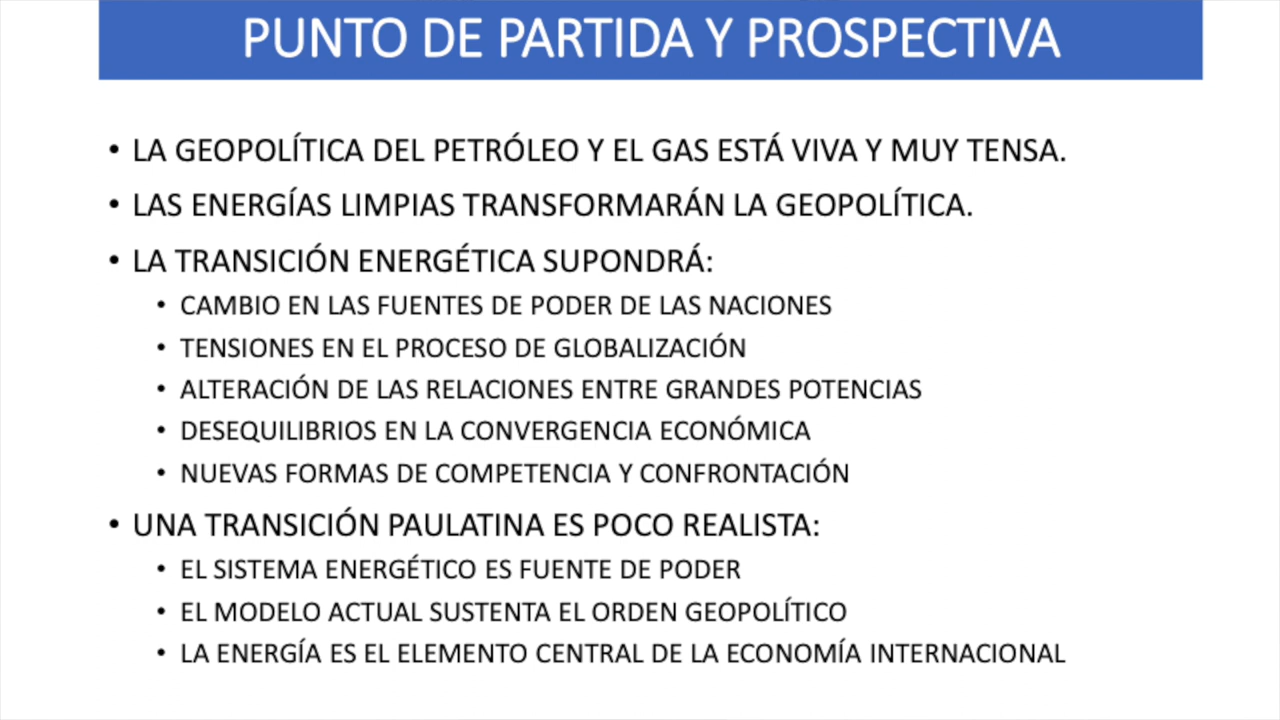 PUNTO DE PARTIDA Y PROSPECTIVA
• LA GEOPOLÍTICA DEL PETRÓLEO Y EL GAS ESTÁ VIVA Y MUY TENSA.
• LAS ENERGÍAS LIMPIAS TRANSFORMARÁN LA GEOPOLÍTICA.
• LA TRANSICIÓN ENERGÉTICA SUPONDRÁ:
• CAMBIO EN LAS FUENTES DE PODER DE LAS NACIONES
• TENSIONES EN EL PROCESO DE GLOBALIZACIÓN
• ALTERACIÓN DE LAS RELACIONES ENTRE GRANDES POTENCIAS
• DESEQUILIBRIOS EN LA CONVERGENCIA ECONÓMICA
• NUEVAS FORMAS DE COMPETENCIA Y CONFRONTACIÓN
• UNA TRANSICIÓN PAULATINA ES POCO REALISTA:
• EL SISTEMA ENERGÉTICO ES FUENTE DE PODER
• EL MODELO ACTUAL SUSTENTA EL ORDEN GEOPOLÍTICO
• LA ENERGÍA ES EL ELEMENTO CENTRAL DE LA ECONOMÍA INTERNACIONAL